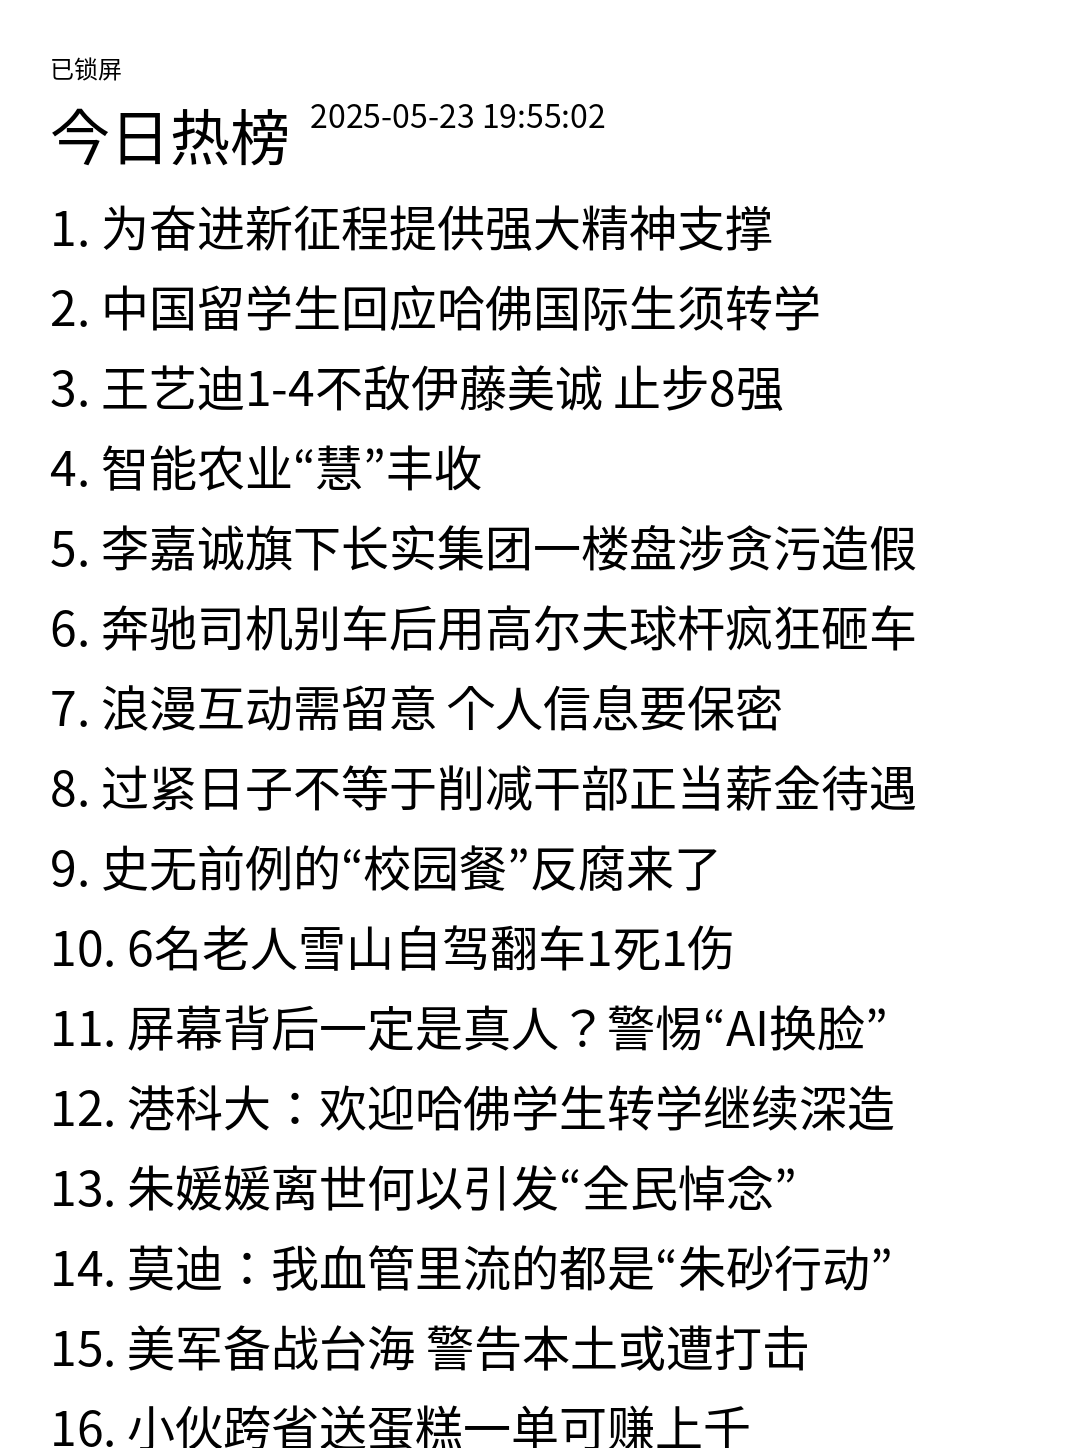 已锁屏
今日热榜 2025-05-23 19:55:02
1. 为奋进新征程提供强大精神支撑
2. 中国留学生回应哈佛国际生须转学
3. 王艺迪1-4不敌伊藤美诚 止步8强
4. 智能农业“慧”丰收
5. 李嘉诚旗下长实集团一楼盘涉贪污造假
6. 奔驰司机别车后用高尔夫球杆疯狂砸车
7. 浪漫互动需留意 个人信息要保密
8. 过紧日子不等于削减干部正当薪金待遇
9. 史无前例的“校园餐”反腐来了
10. 6名老人雪山自驾翻车1死1伤
11. 屏幕背后一定是真人？警惕“AI换脸”
12. 港科大：欢迎哈佛学生转学继续深造
13. 朱媛媛离世何以引发“全民悼念”
14. 莫迪：我血管里流的都是“朱砂行动”
15. 美军备战台海 警告本土或遭打击
16. 小伙跨省送蛋糕一单可赚上千